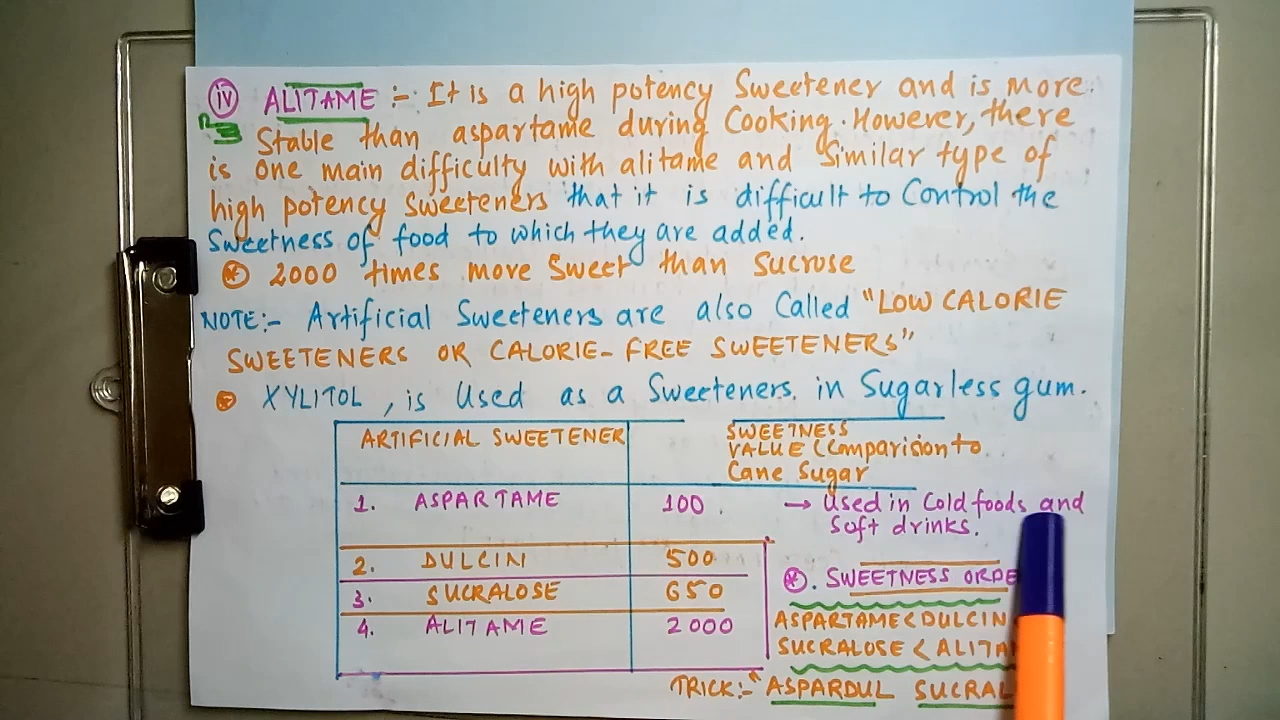 (iv) ALITAME :- It is a high potency Sweetener and is more.
Stable than aspartame during Cooking. However, there
is one main difficulty with alitame and Similar type of
high potency Sweeteners that it is difficult to Control the
Sweetness of food to which they are added.
2000 times more Sweet than Sucrose
NOTE:- Artificial Sweeteners are also Called "LOW CALORIE
SWEETENERS OR CALORIE-FREE SWEETENERS"
XYLITOL, is Used as a Sweeteners in Sugarless gum.
ARTIFICIAL SWEETENER
SWEETNESS
VALUE (Comparision to
Cane Sugar
1. ASPARTAME 100. → Used in Cold foods and
Soft drinks.
2. DULCIN 500
3. SUCRALOSE 650
4. ALITAME 2000
SWEETNESS ORDE
ASPARTAME < DULCIN
SUCRALOSE < ALITA
TRICK:- "ASPARDUL SUCRAL